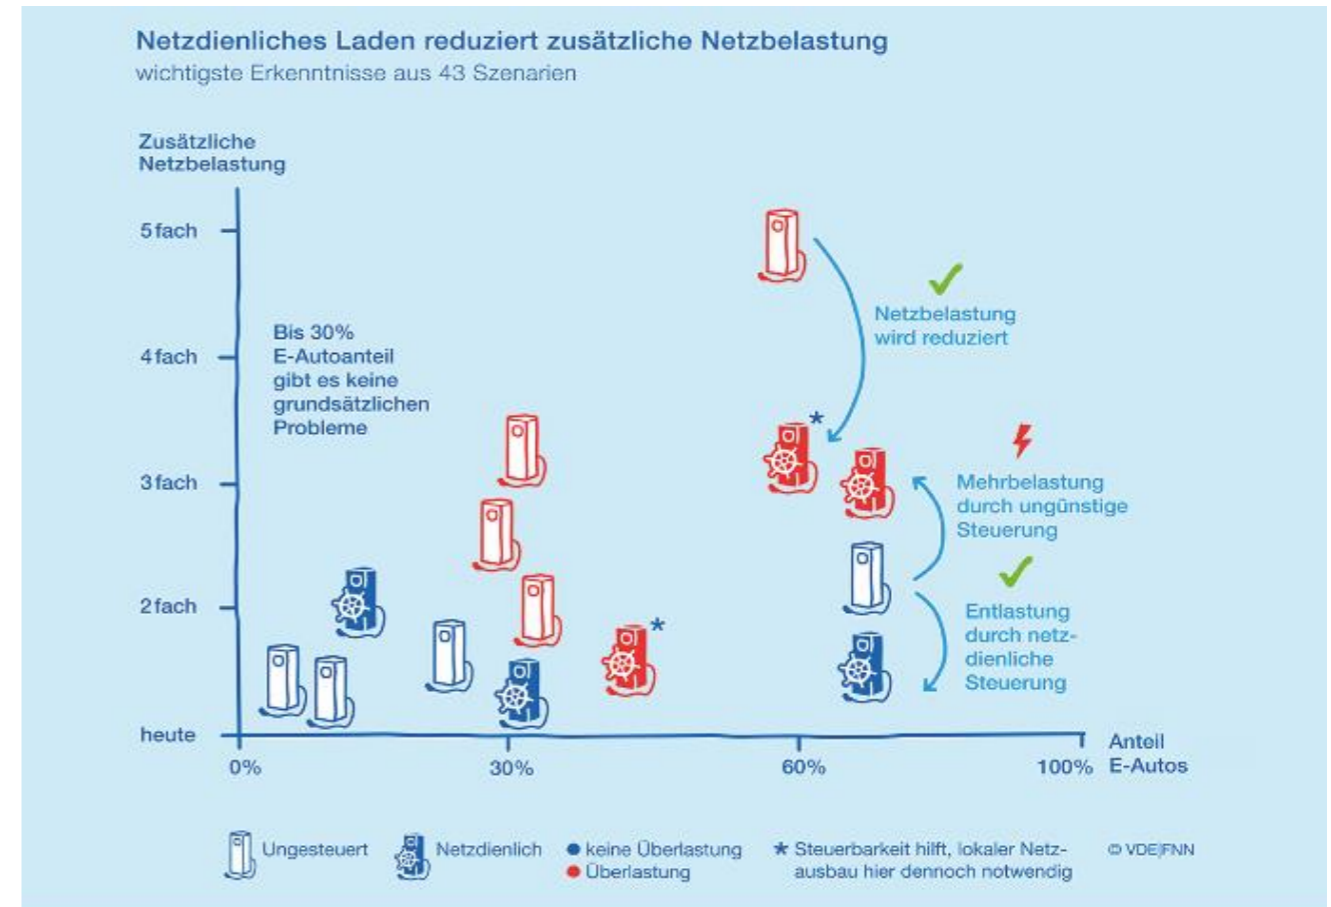 Netzdienliches Laden reduziert zusätzliche Netzbelastung
wichtigste Erkenntnisse aus 43 Szenarien
Zusätzliche
Netzbelastung
5fach
4fach
3fach
2fach
heute
Bis 30%
E-Autoanteil
gibt es keine
grundsätzlichen
Probleme
Netzbelastung
wird reduziert
*
Mehrbelastung
durch ungünstige
Steuerung
*
Entlastung
durch netz-
dienliche
Steuerung
0%
30%
60%
100%
Anteil
E-Autos
Ungesteuert
Netzdienlich
keine Überlastung
Überlastung
* Steuerbarkeit hilft, lokaler Netz-
ausbau hier dennoch notwendig
© VDE|FNN